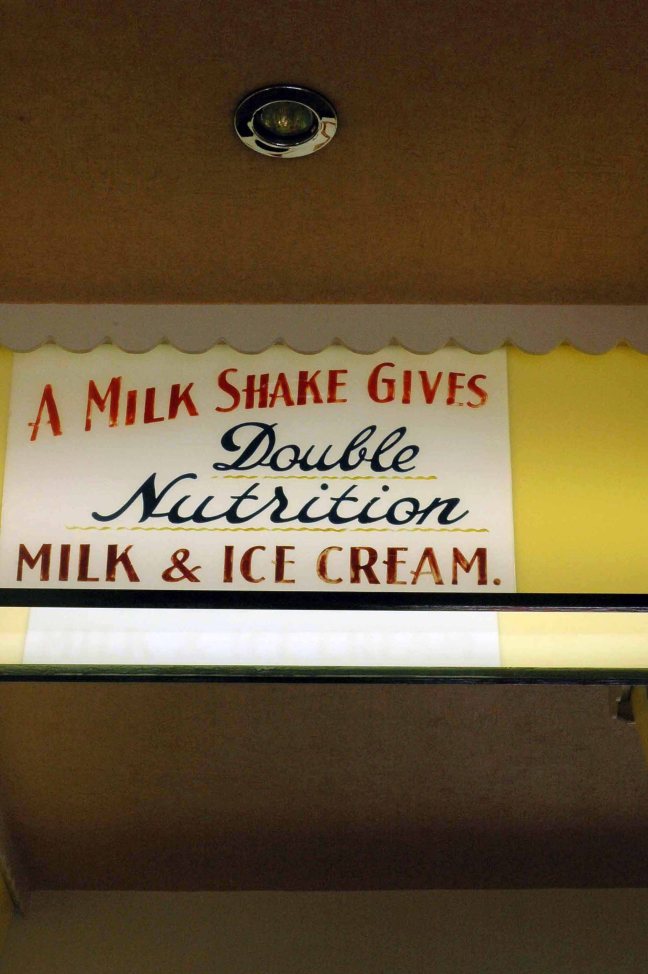 A MILK SHAKE GIVES
Double
Nutrition
MILK & ICE CREAM.